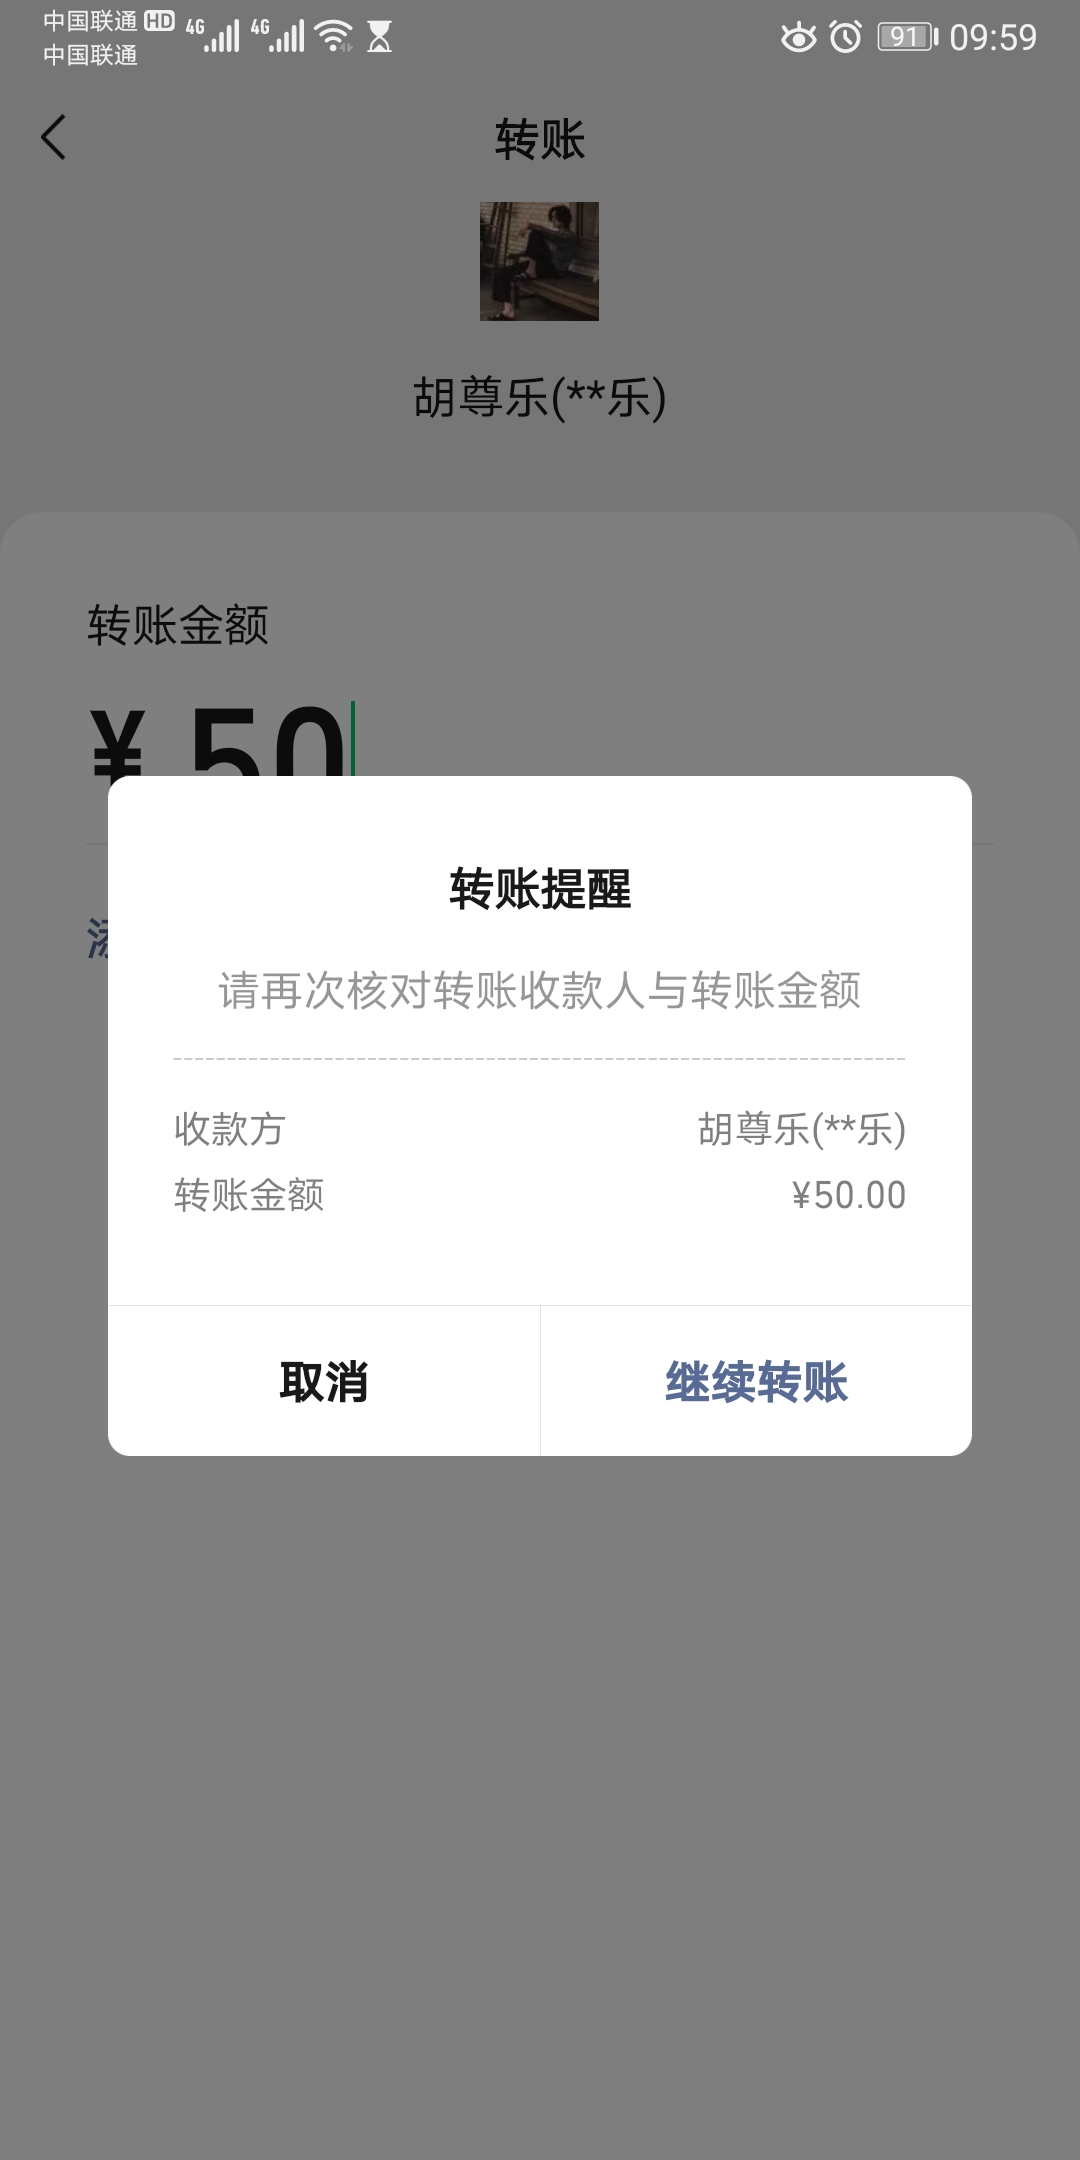 中国联通 HD 4G 4G 91 09:59
中国联通
转账
胡尊乐(**乐)
转账金额
¥ 50
转账提醒
请再次核对转账收款人与转账金额
收款方 胡尊乐(**乐)
转账金额 ¥50.00
取消 继续转账